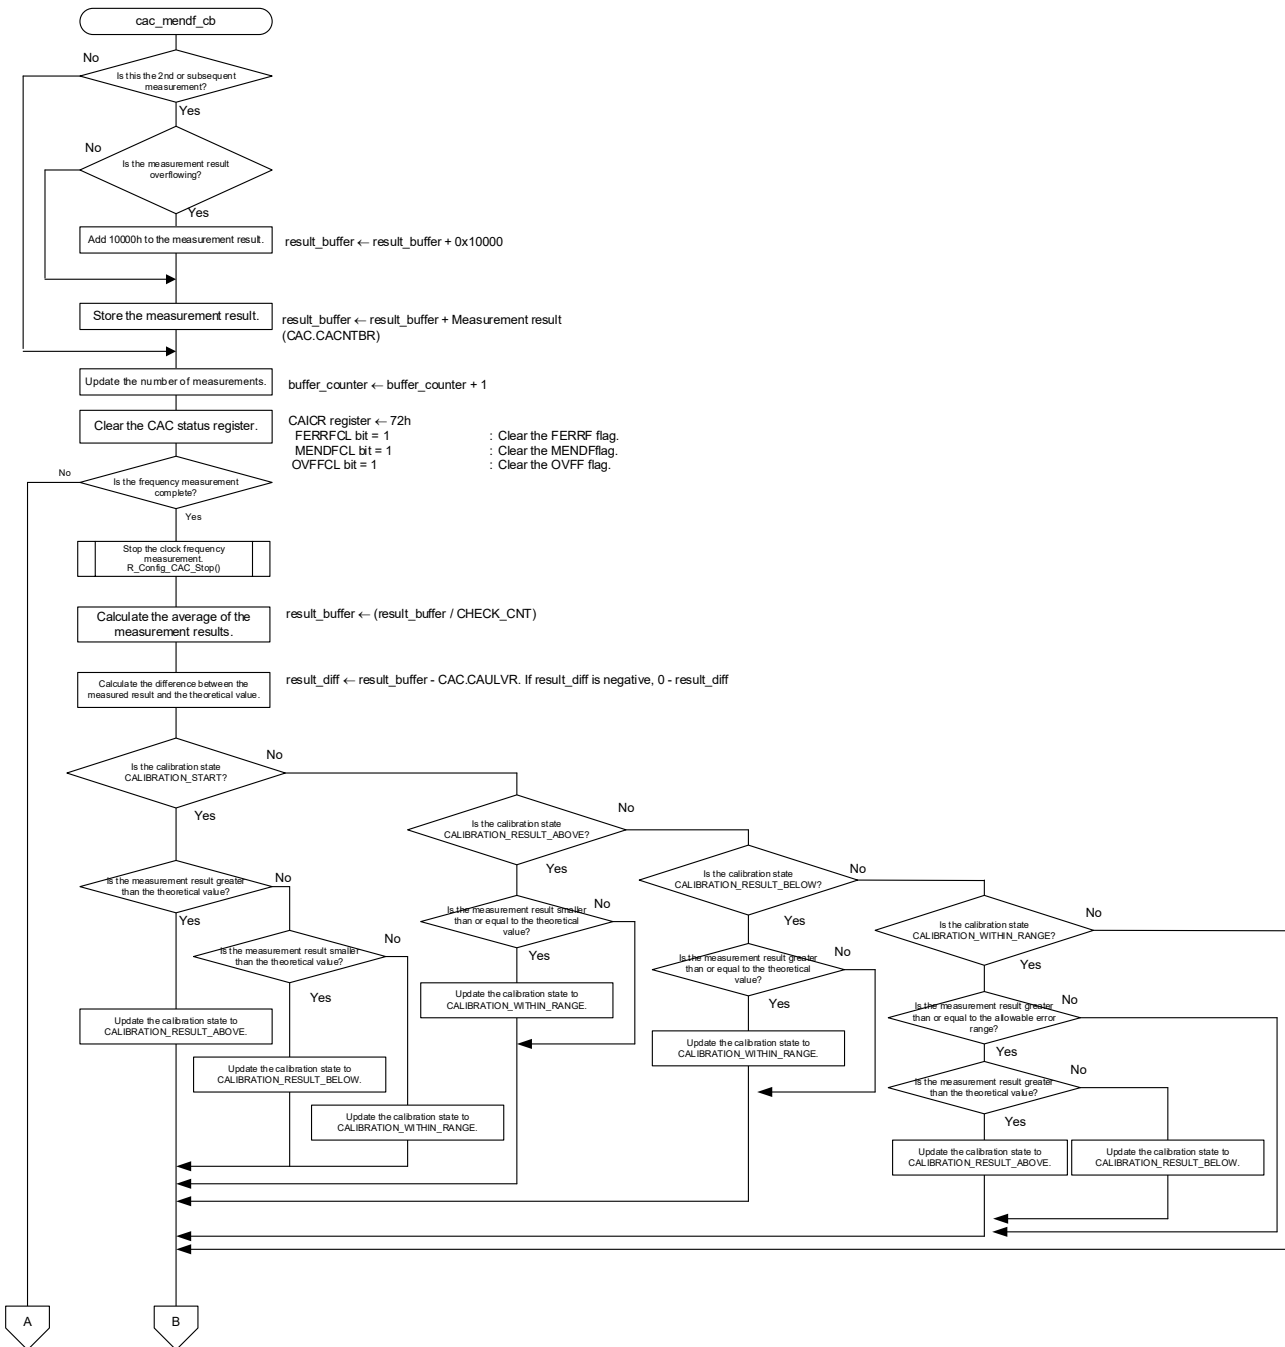 cac_mendf_cb
No
Is this the 2nd or subsequent
measurement?
Yes
No
Is the measurement result
overflowing?
Yes
Add 10000h to the measurement result.
result_buffer ← result_buffer + 0x10000
Store the measurement result.
result_buffer ← result_buffer + Measurement result
(CAC.CACNTBR)
Update the number of measurements.
buffer_counter ← buffer_counter + 1
Clear the CAC status register.
CAICR register ← 72h
FERRFCL bit = 1 : Clear the FERRF flag.
MENDFCL bit = 1 : Clear the MENDFflag.
OVFFCL bit = 1 : Clear the OVFF flag.
No
Is the frequency measurement
complete?
Yes
Stop the clock frequency
measurement.
R_Config_CAC_Stop()
Calculate the average of the
measurement results.
result_buffer ← (result_buffer / CHECK_CNT)
Calculate the difference between the
measured result and the theoretical value.
result_diff ← result_buffer - CAC.CAULVR. If result_diff is negative, 0 - result_diff
No
Is the calibration state
CALIBRATION_START?
Yes
No
Is the calibration state
CALIBRATION_RESULT_ABOVE?
Yes
No
Is the calibration state
CALIBRATION_RESULT_BELOW?
Yes
No
Is the calibration state
CALIBRATION_WITHIN_RANGE?
Yes
Is the measurement result greater
than the theoretical value?
No
Yes
Is the measurement result smaller
than the theoretical value?
No
Yes
Is the measurement result smaller
than or equal to the theoretical
value?
No
Yes
Is the measurement result greater
than or equal to the theoretical
value?
No
Yes
Is the measurement result greater
than or equal to the allowable error
range?
No
Yes
Is the measurement result greater
than the theoretical value?
No
Yes
Update the calibration state to
CALIBRATION_RESULT_ABOVE.
Update the calibration state to
CALIBRATION_RESULT_BELOW.
Update the calibration state to
CALIBRATION_WITHIN_RANGE.
Update the calibration state to
CALIBRATION_WITHIN_RANGE.
Update the calibration state to
CALIBRATION_WITHIN_RANGE.
Update the calibration state to
CALIBRATION_RESULT_ABOVE.
Update the calibration state to
CALIBRATION_RESULT_BELOW.
A
B